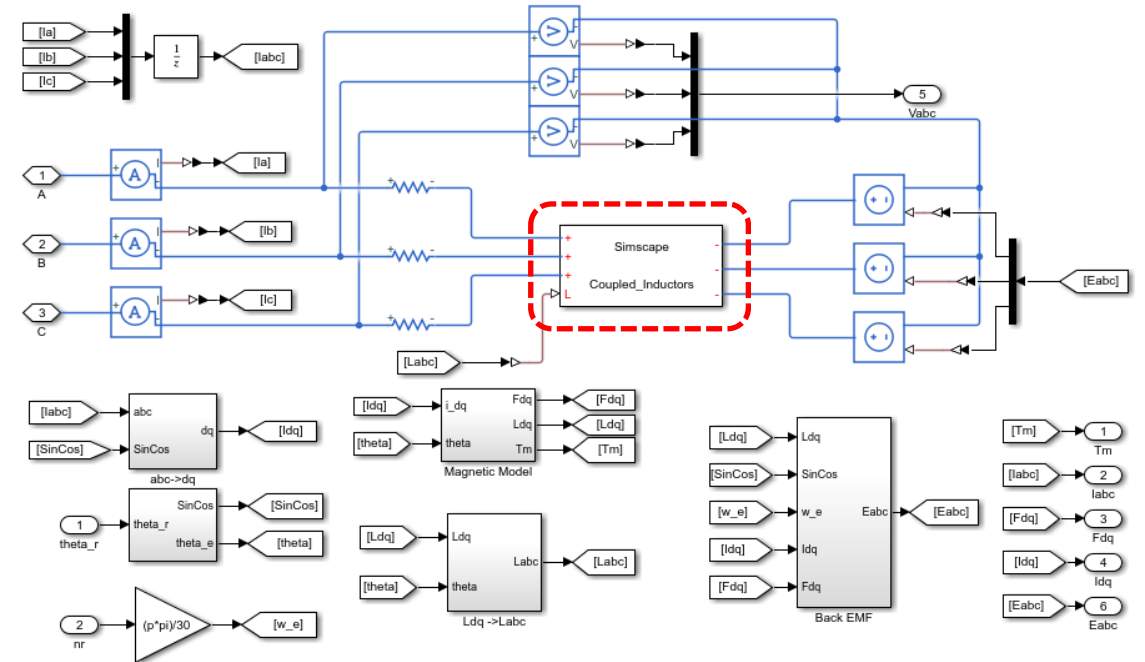 [Ia]
[Ib]
[Ic]
1
z
[Iabc]
+
V
+
V
+
V
5
Vabc
1
A
+
A
I
-
[Ia]
2
B
+
A
I
-
[Ib]
3
C
+
A
I
-
[Ic]
+ -
+ -
+ -
+
+
+
L
Simscape
Coupled_Inductors
-
-
-
[Labc]
[Eabc]
[Iabc]
[SinCos]
abc
SinCos
dq
[Idq]
abc->dq
1
theta_r
theta_r
SinCos
theta_e
[SinCos]
[theta]
2
nr
(p*pi)/30
[w_e]
[Idq]
[theta]
i_dq
theta
Fdq
Ldq
Tm
[Fdq]
[Ldq]
[Tm]
Magnetic Model
[Ldq]
[theta]
Ldq
theta
Labc
[Labc]
Ldq ->Labc
[Ldq]
[SinCos]
[w_e]
[Idq]
[Fdq]
Ldq
SinCos
w_e
Idq
Fdq
Eabc
[Eabc]
Back EMF
[Tm]
1
Tm
[Iabc]
2
Iabc
[Fdq]
3
Fdq
[Idq]
4
Idq
[Eabc]
6
Eabc